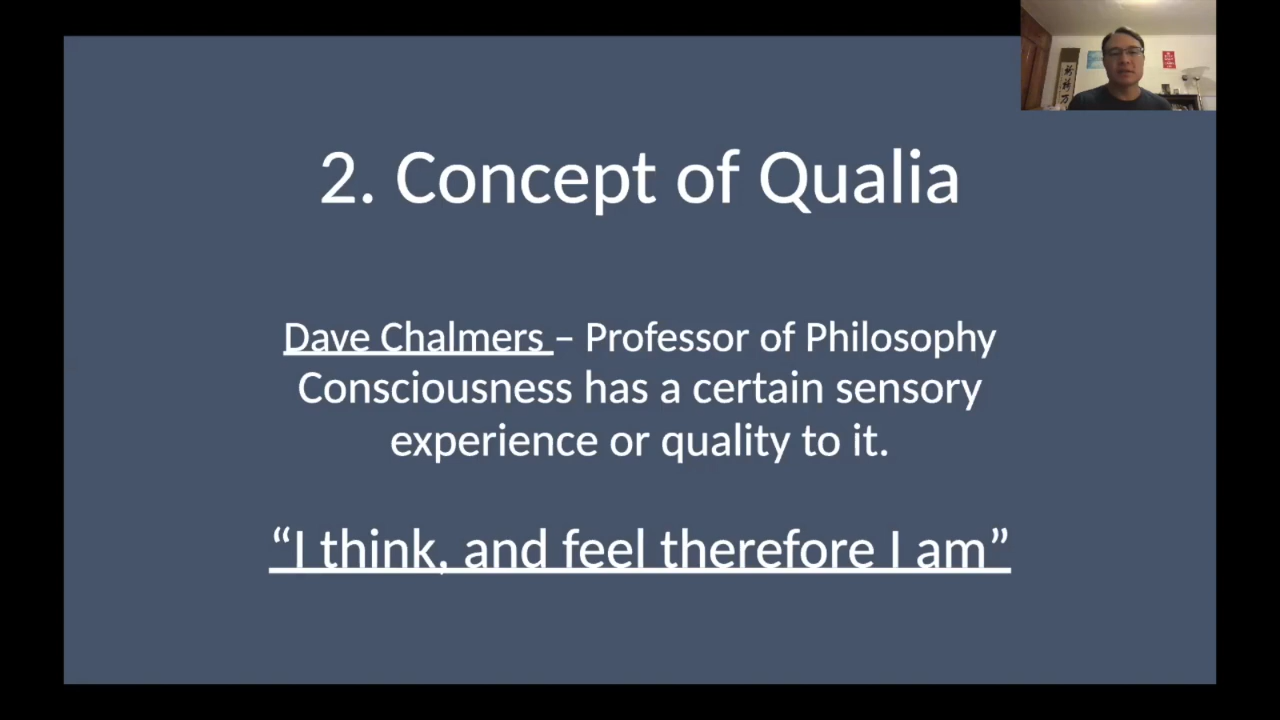 2. Concept of Qualia
Dave Chalmers – Professor of Philosophy
Consciousness has a certain sensory
experience or quality to it.
“I think, and feel therefore I am”